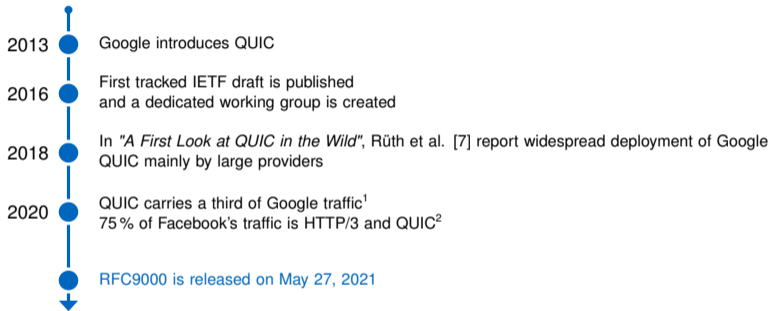 2013 Google introduces QUIC
2016 First tracked IETF draft is published
and a dedicated working group is created
2018 In "A First Look at QUIC in the Wild", Rüth et al. [7] report widespread deployment of Google
QUIC mainly by large providers
2020 QUIC carries a third of Google traffic¹
75 % of Facebook's traffic is HTTP/3 and QUIC²
RFC9000 is released on May 27, 2021